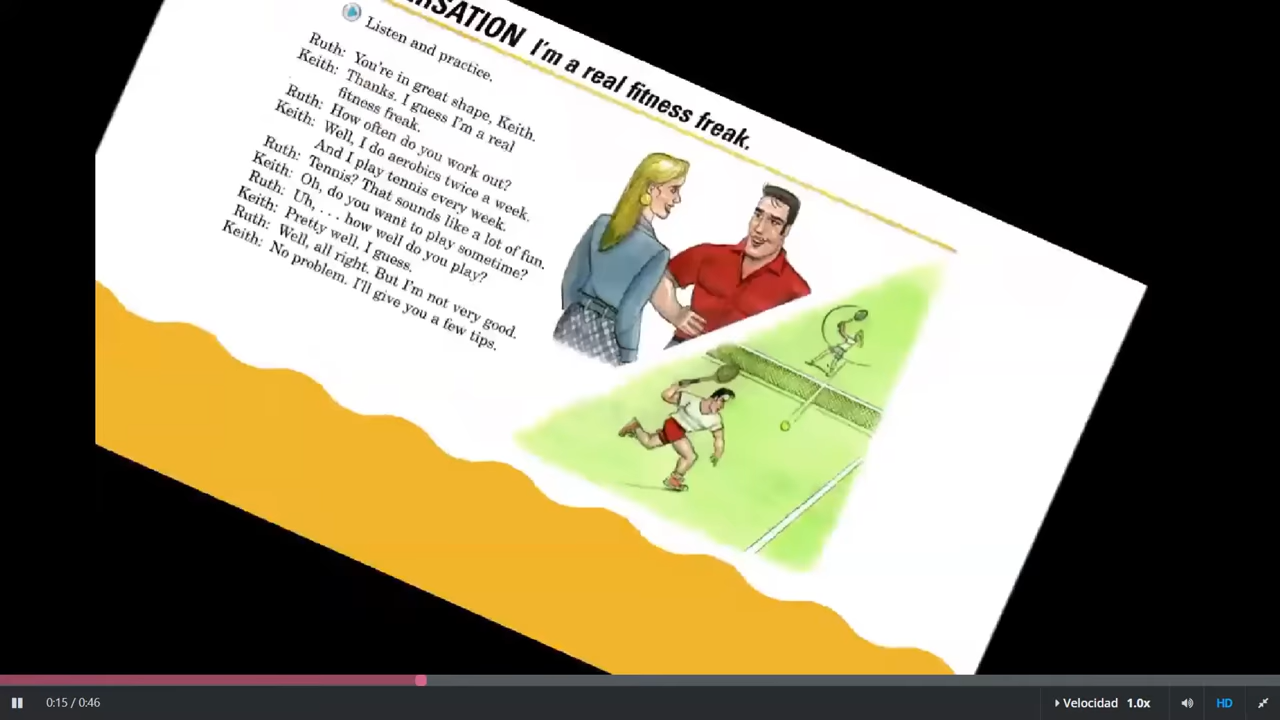 RSATION I'm a real fitness freak.
Listen and practice.
Ruth: You're in great shape, Keith.
Keith: Thanks. I guess I'm a real
fitness freak.
Ruth: How often do you work out?
Keith: Well, I do aerobics twice a week.
And I play tennis every week.
Ruth: Tennis? That sounds like a lot of fun.
Keith: Oh, do you want to play sometime?
Ruth: Uh, . . . how well do you play?
Keith: Pretty well, I guess.
Ruth: Well, all right. But I'm not very good.
Keith: No problem. I'll give you a few tips.
0:15 / 0:46
Velocidad 1.0x
HD